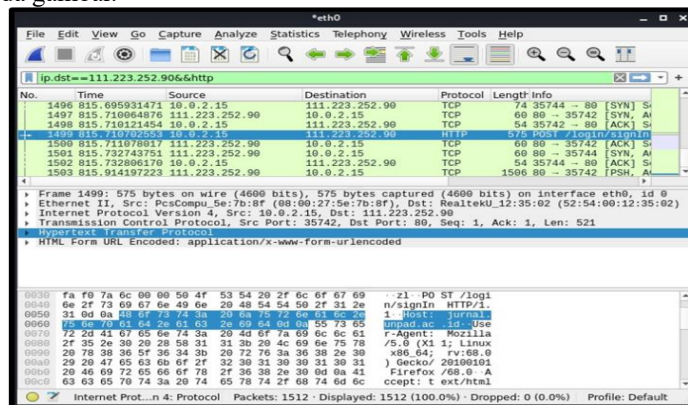 *eth0
File Edit View Go Capture Analyze Statistics Telephony Wireless Tools Help
ip.dst==111.223.252.90&&http
No. Time Source Destination Protocol Length Info
1496 815.695931471 10.0.2.15 111.223.252.90 TCP 74 35744 → 80 [SYN] S
1497 815.710064876 111.223.252.90 10.0.2.15 TCP 60 80 → 35742 [SYN, A
1498 815.710121454 10.0.2.15 111.223.252.90 TCP 54 35742 → 80 [ACK] S
1499 815.710702553 10.0.2.15 111.223.252.90 HTTP 575 POST /login/signIn
1500 815.711078017 111.223.252.90 10.0.2.15 TCP 60 80 → 35742 [ACK] S
1501 815.732743751 111.223.252.90 10.0.2.15 TCP 60 80 → 35744 [SYN, A
1502 815.732806170 10.0.2.15 111.223.252.90 TCP 54 35744 → 80 [ACK] S
1503 815.914197223 111.223.252.90 10.0.2.15 TCP 1506 80 → 35742 [PSH, A
Frame 1499: 575 bytes on wire (4600 bits), 575 bytes captured (4600 bits) on interface eth0, id 0
Ethernet II, Src: PcsCompu_5e:7b:8f (08:00:27:5e:7b:8f), Dst: RealtekU_12:35:02 (52:54:00:12:35:02)
Internet Protocol Version 4, Src: 10.0.2.15, Dst: 111.223.252.90
Transmission Control Protocol, Src Port: 35742, Dst Port: 80, Seq: 1, Ack: 1, Len: 521
Hypertext Transfer Protocol
HTML Form URL Encoded: application/x-www-form-urlencoded
0030 fa f0 7a 6c 00 00 50 4f 53 54 20 2f 6c 6f 67 69 ··zl··PO ST /logi
0040 6e 2f 73 69 67 6e 49 6e 20 48 54 54 50 2f 31 2e n/signIn HTTP/1.
0050 31 0d 0a 48 6f 73 74 3a 20 6a 75 72 6e 61 6c 2e 1··Host: jurnal.
0060 75 6e 70 61 64 2e 61 63 2e 69 64 0d 0a 55 73 65 unpad.ac .id··Use
0070 72 2d 41 67 65 6e 74 3a 20 4d 6f 7a 69 6c 6c 61 r-Agent: Mozilla
0080 2f 35 2e 30 20 28 58 31 31 3b 20 4c 69 6e 75 78 /5.0 (X1 1; Linux
0090 20 78 38 36 5f 36 34 3b 20 72 76 3a 36 38 2e 30 x86_64; rv:68.0
00a0 29 20 47 65 63 6b 6f 2f 32 30 31 30 30 31 30 31 ) Gecko/ 20100101
00b0 20 46 69 72 65 66 6f 78 2f 36 38 2e 30 0d 0a 41 Firefox /68.0··A
00c0 63 63 65 70 74 3a 20 74 65 78 74 2f 68 74 6d 6c ccept: t ext/html
Internet Prot...n 4: Protocol Packets: 1512 · Displayed: 1512 (100.0%) · Dropped: 0 (0.0%) Profile: Default